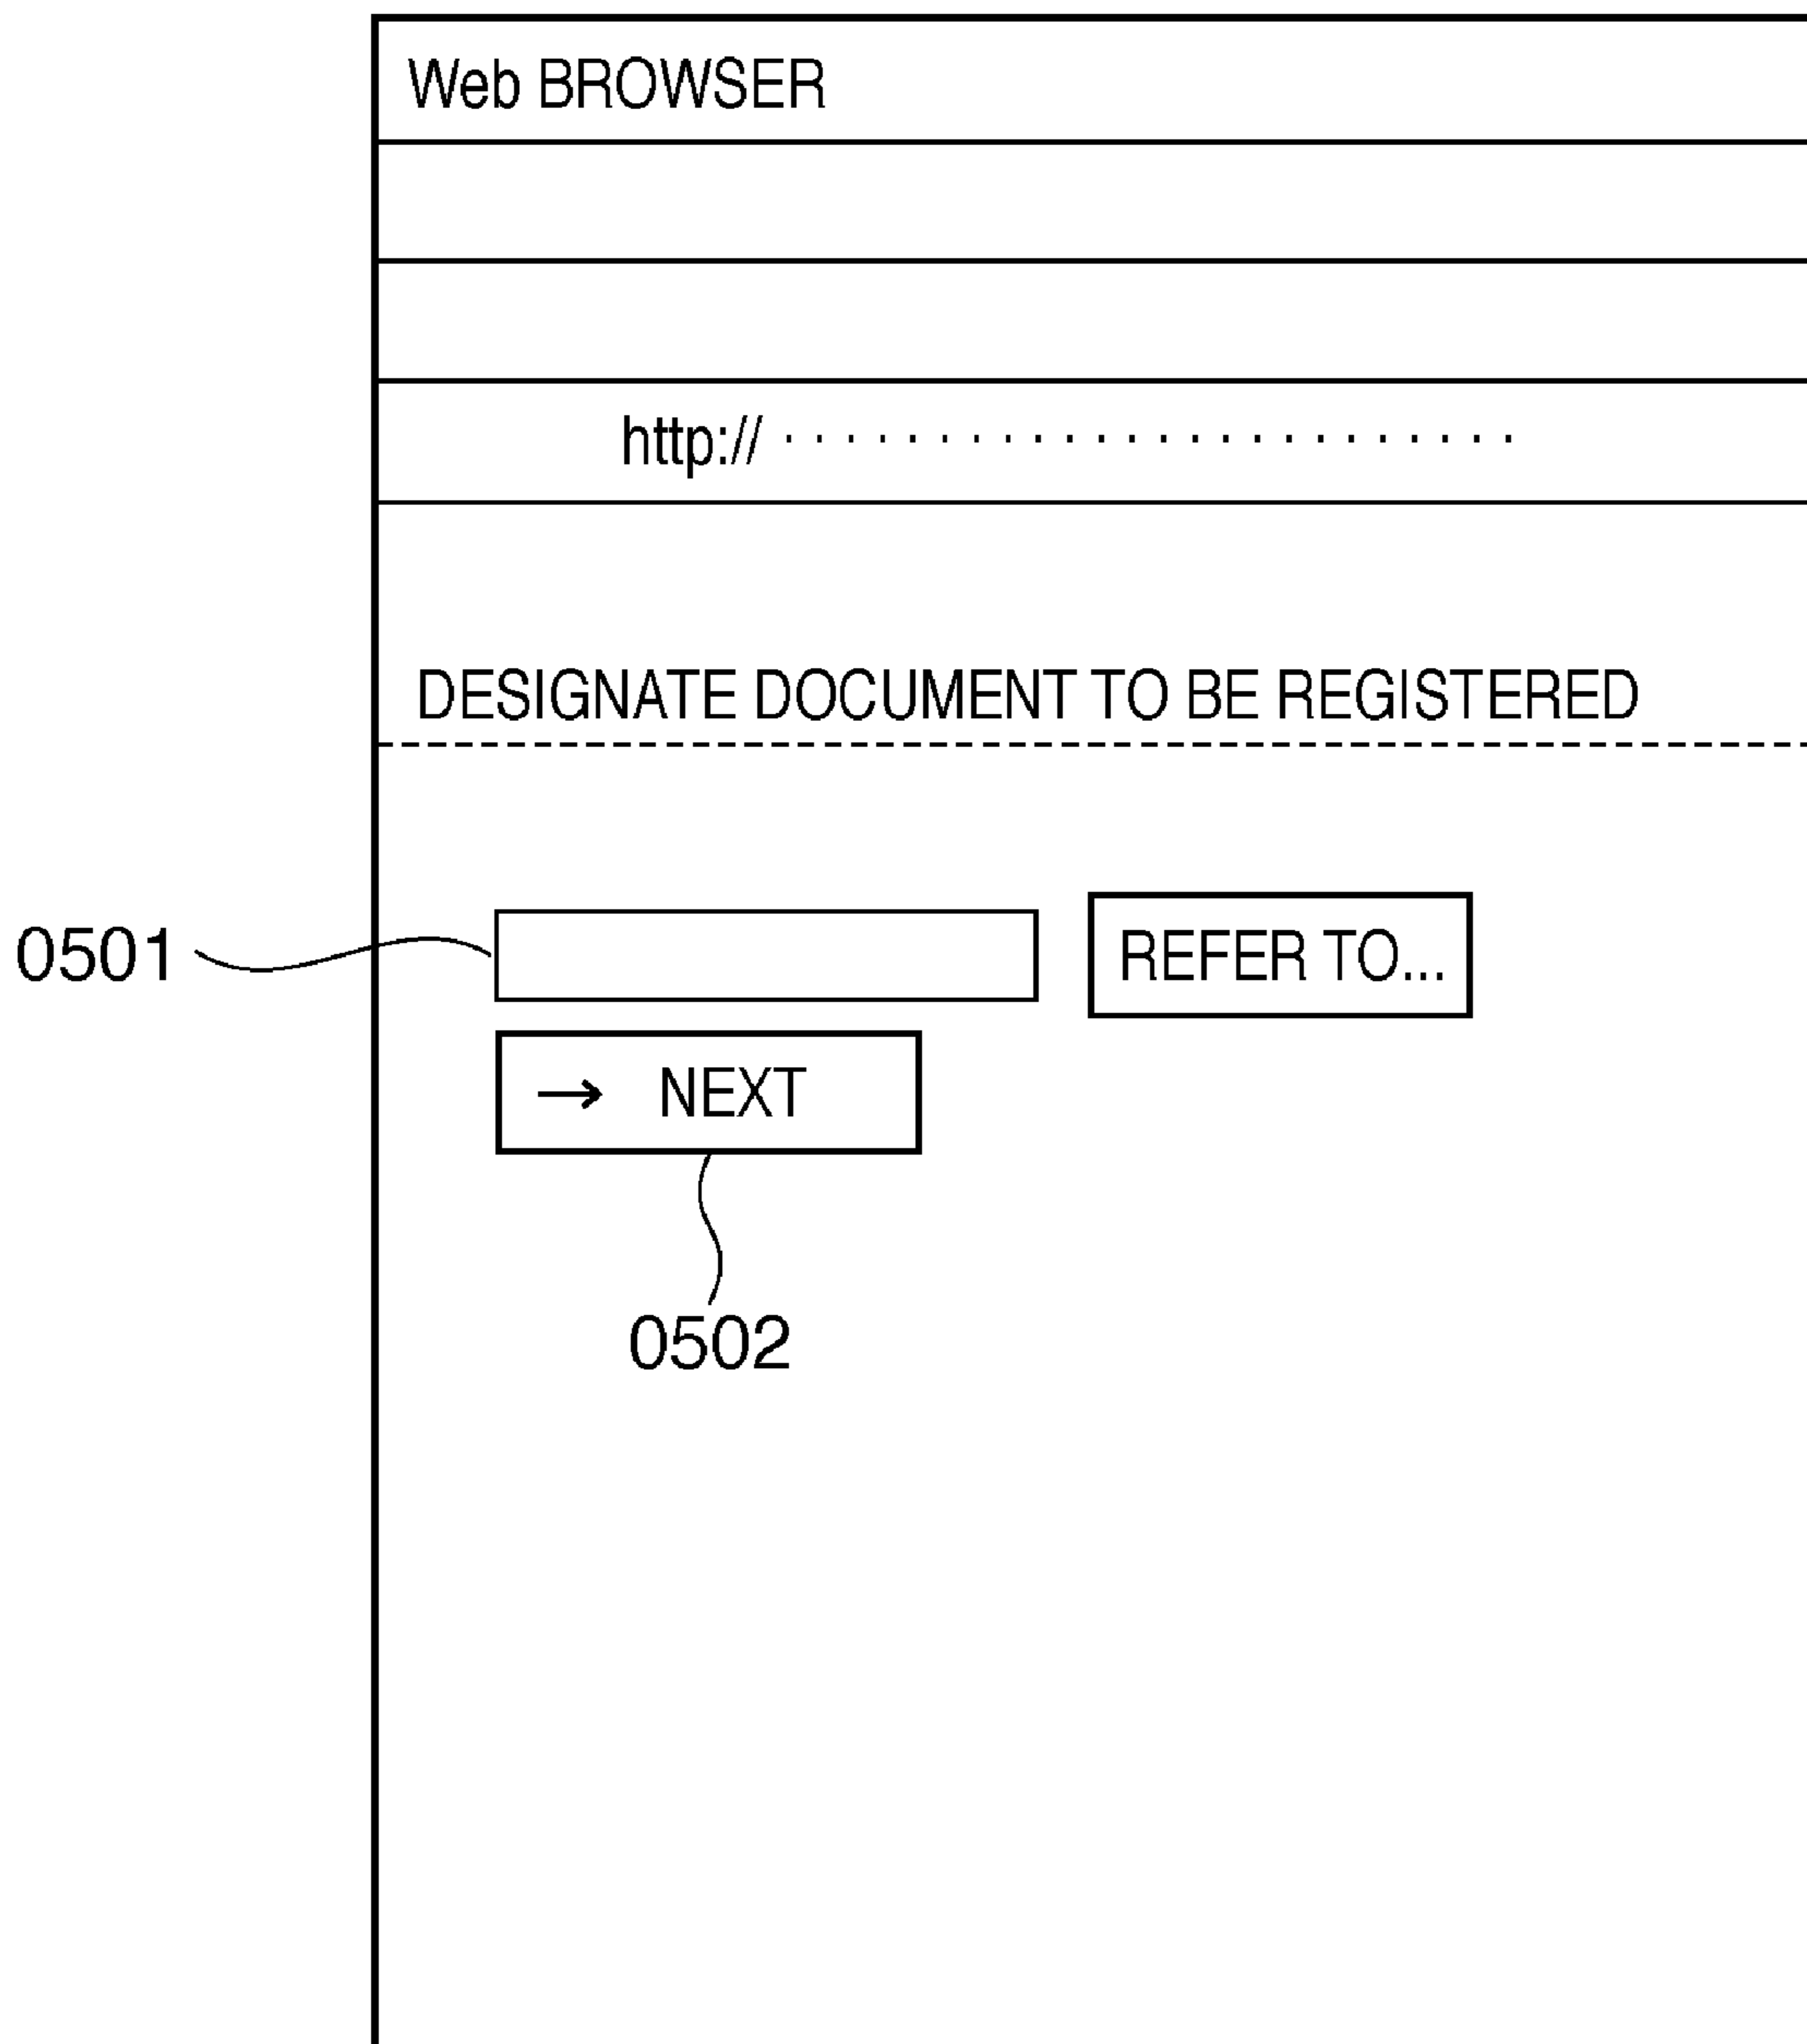 Web BROWSER
http:// ························
DESIGNATE DOCUMENT TO BE REGISTERED
0501
REFER TO...
→ NEXT
0502